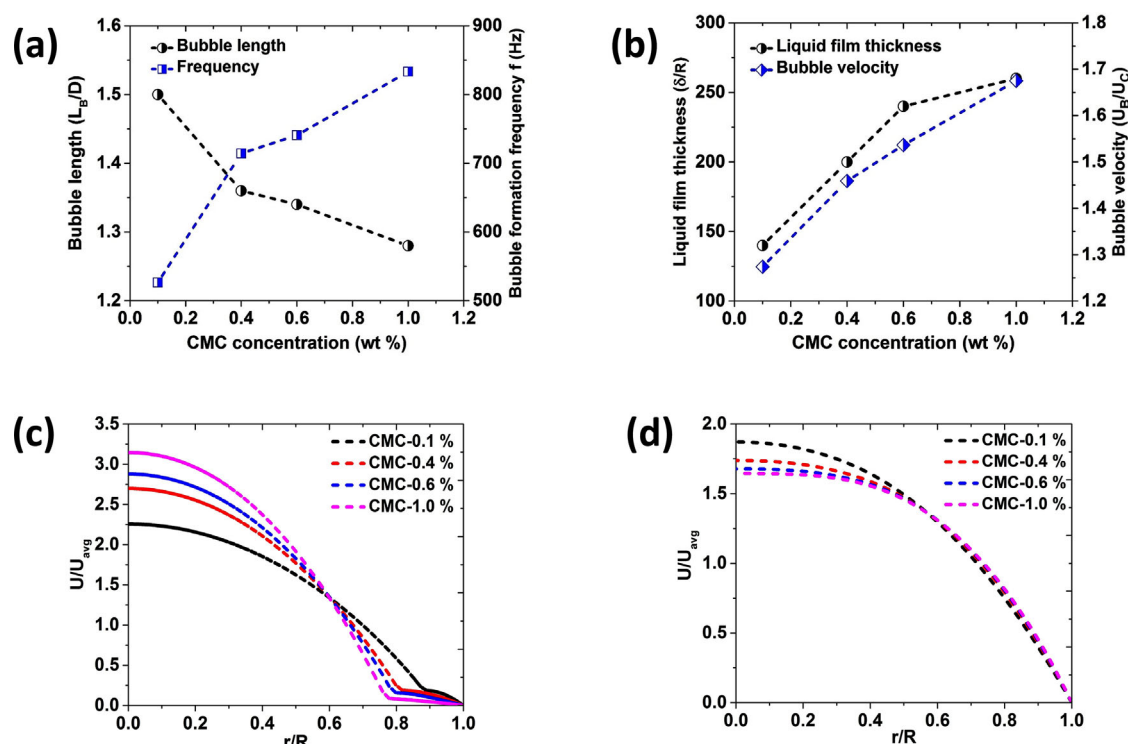 (a)
Bubble length (L_B/D)
1.6
1.5
1.4
1.3
1.2
Bubble length
Frequency
900
800
700
600
500
Bubble formation frequency f (Hz)
0.0 0.2 0.4 0.6 0.8 1.0 1.2
CMC concentration (wt %)
(b)
Liquid film thickness (δ/R)
300
250
200
150
100
Liquid film thickness
Bubble velocity
1.8
1.7
1.6
1.5
1.4
1.3
1.2
Bubble velocity (U_B/U_C)
0.0 0.2 0.4 0.6 0.8 1.0 1.2
CMC concentration (wt %)
(c)
U/U_avg
3.5
3.0
2.5
2.0
1.5
1.0
0.5
0.0
CMC-0.1 %
CMC-0.4 %
CMC-0.6 %
CMC-1.0 %
0.0 0.2 0.4 0.6 0.8 1.0
r/R
(d)
U/U_avg
2.0
1.5
1.0
0.5
0.0
CMC-0.1 %
CMC-0.4 %
CMC-0.6 %
CMC-1.0 %
0.0 0.2 0.4 0.6 0.8 1.0
r/R